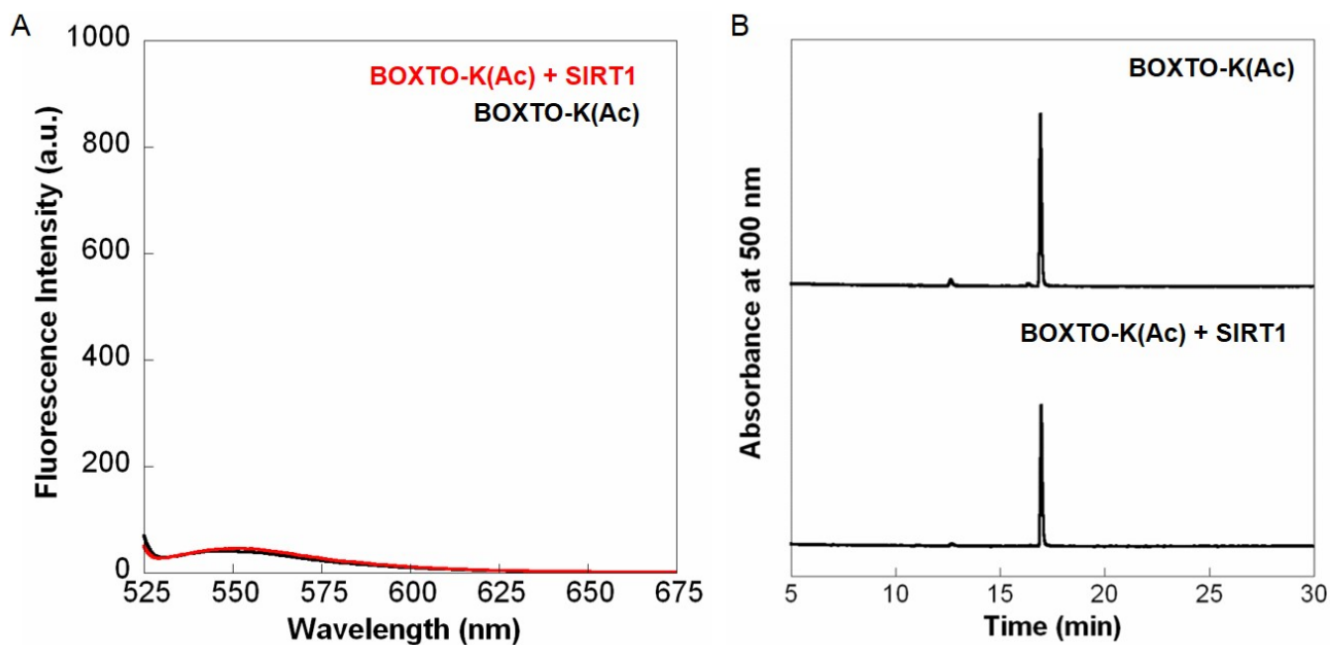 A
1000
800
600
400
200
0
Fluorescence Intensity (a.u.)
BOXTO-K(Ac) + SIRT1
BOXTO-K(Ac)
525 550 575 600 625 650 675
Wavelength (nm)
B
BOXTO-K(Ac)
BOXTO-K(Ac) + SIRT1
Absorbance at 500 nm
5 10 15 20 25 30
Time (min)